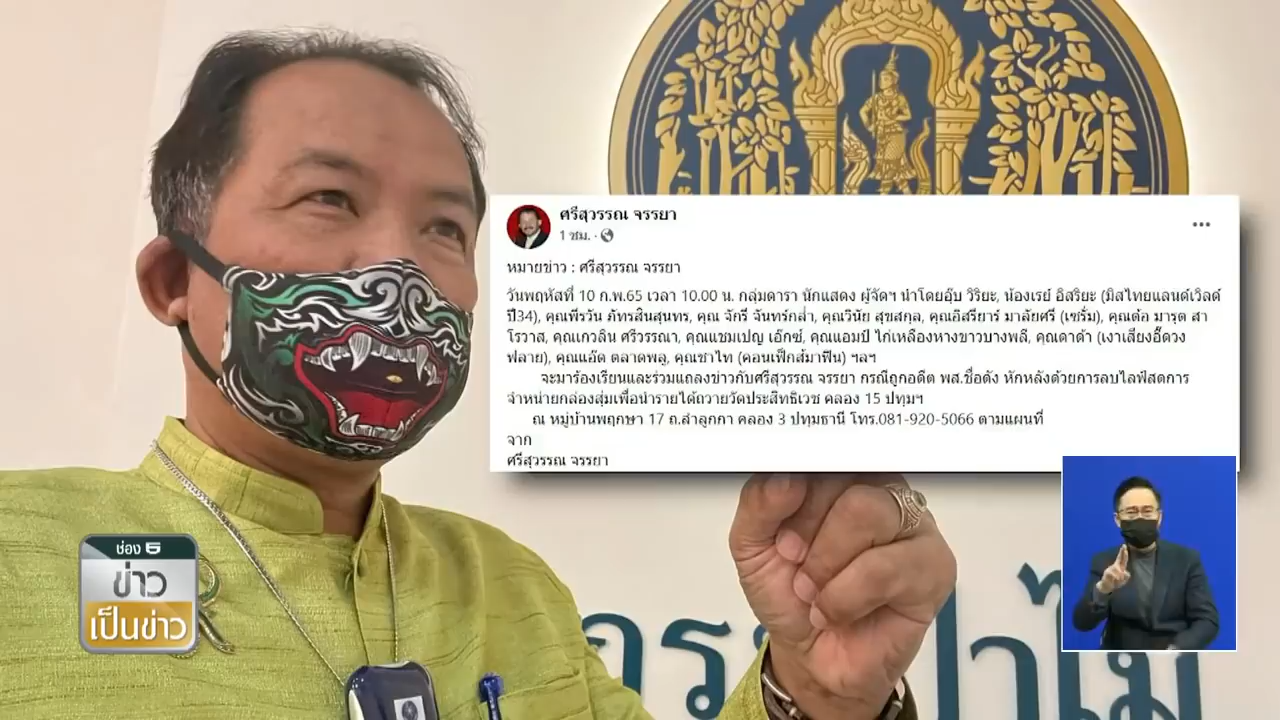 ศรีสุวรรณ จรรยา
1 ชม. ·
หมายข่าว : ศรีสุวรรณ จรรยา
วันพฤหัสที่ 10 ก.พ.65 เวลา 10.00 น. กลุ่มดารา นักแสดง ผู้จัดฯ นำโดยอุ๊บ วิริยะ, น้องเรย์ อิสริยะ (มิสไทยแลนด์เวิลด์
ปี34), คุณพีรวัน ภัทรสินสุนทร, คุณ จักรี จันทร์กล่ำ, คุณวินัย สุขสกุล, คุณอิสรียาร์ มาลัยศรี (เชรั่ม), คุณต๋อ มารุต สา
โรวาส, คุณเกวลิน ศรีวรรณา, คุณแชมเปญ เอ็กซ์, คุณแอมป์ ไก่เหลืองหางขาวบางพลี, คุณดาด้า (เงาเสียงอี๊ดวง
ฟลาย), คุณแอ๊ด ตลาดพลู, คุณชาไท (คอนเฟ็กส์มาฟิน) ฯลฯ
จะมาร้องเรียนและร่วมแถลงข่าวกับศรีสุวรรณ จรรยา กรณีถูกอดีต พส.ชื่อดัง หักหลังด้วยการลบไลฟ์สดการ
จำหน่ายกล่องสุ่มเพื่อนำรายได้ถวายวัดประสิทธิเวช คลอง 15 ปทุมฯ
ณ หมู่บ้านพฤกษา 17 ถ.ลำลูกกา คลอง 3 ปทุมธานี โทร.081-920-5066 ตามแผนที่
จาก
ศรีสุวรรณ จรรยา
ช่อง 5
ข่าว
เป็นข่าว